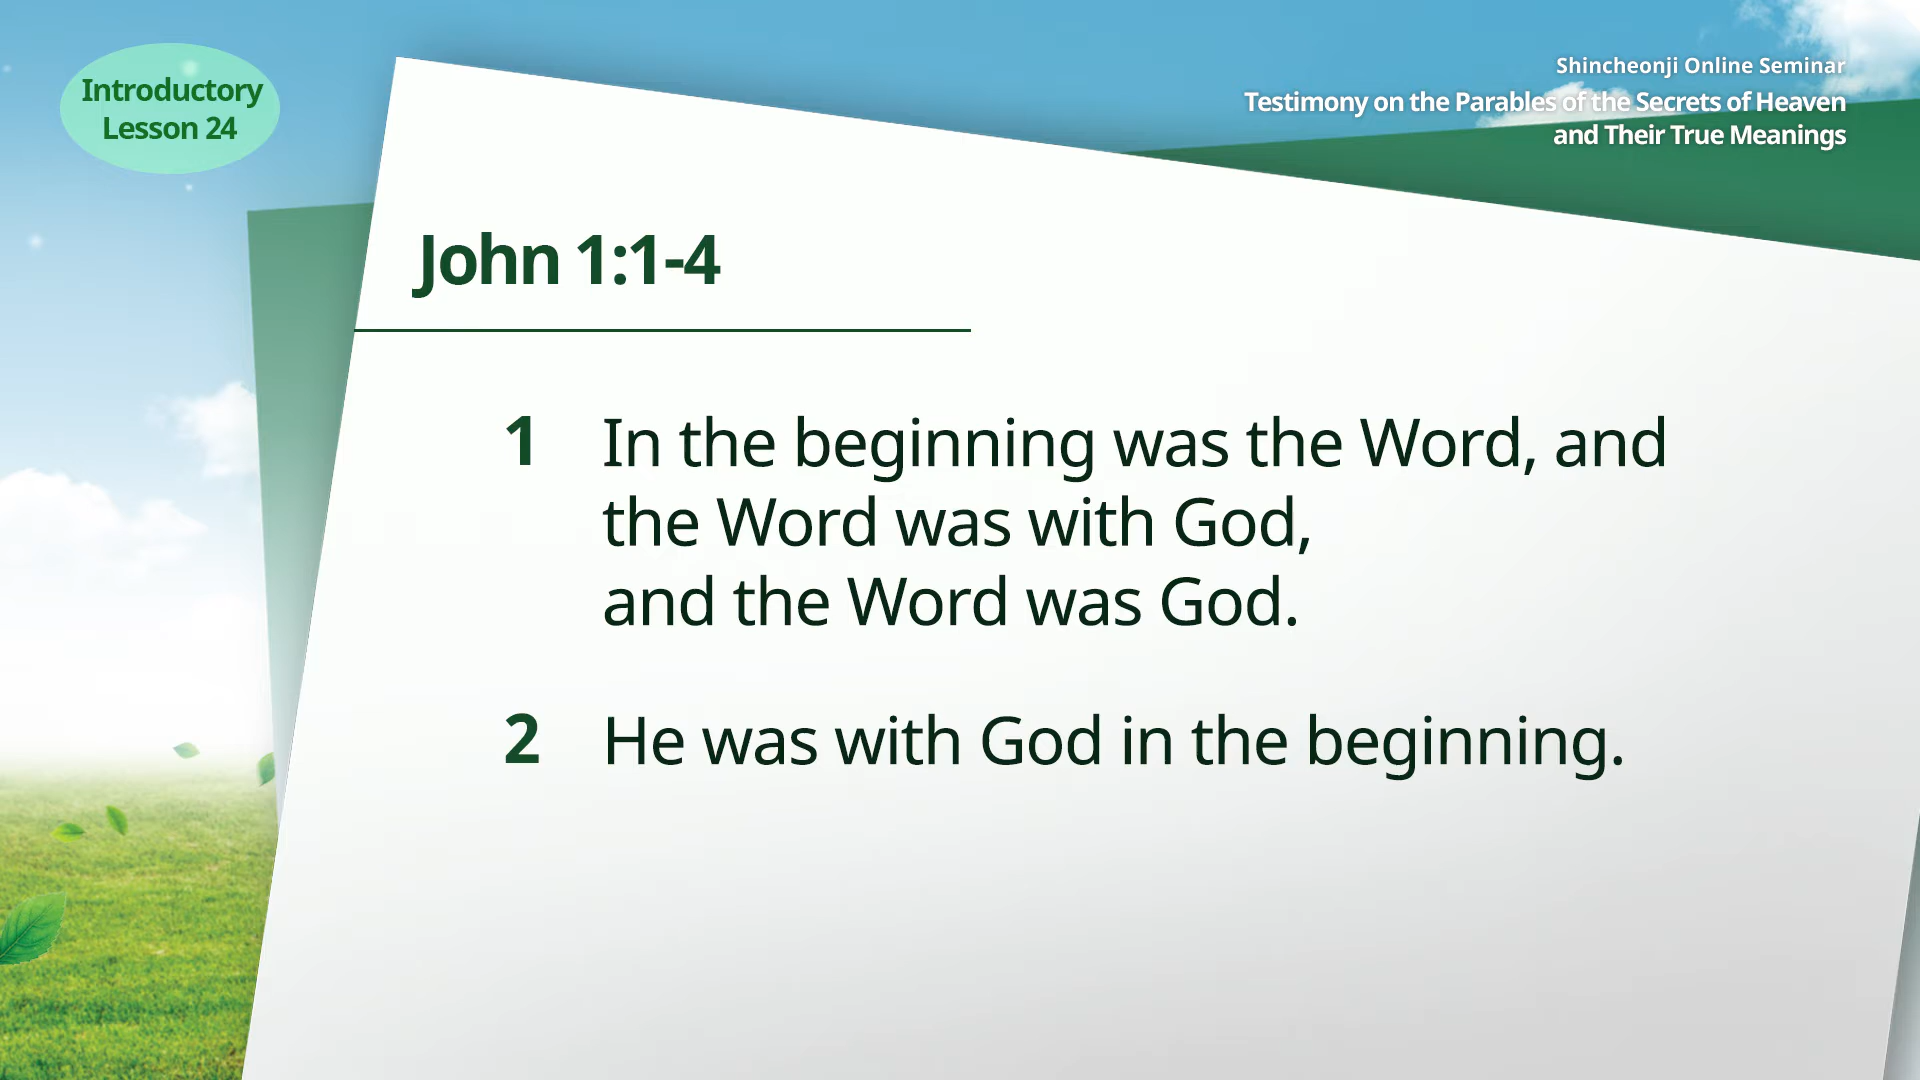 Introductory
Lesson 24
Shincheonji Online Seminar
Testimony on the Parables of the Secrets of Heaven
and Their True Meanings
John 1:1-4
1 In the beginning was the Word, and
the Word was with God,
and the Word was God.
2 He was with God in the beginning.